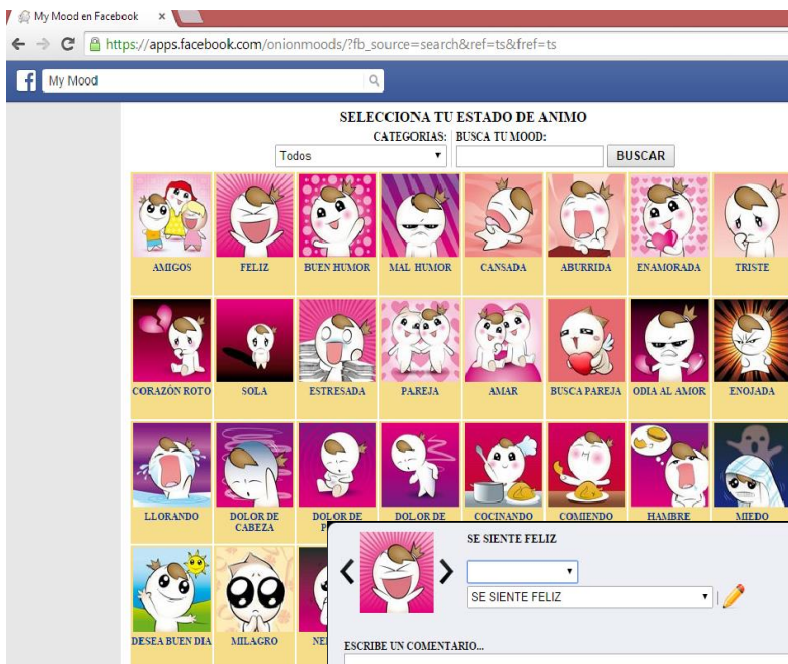 My Mood en Facebook
https://apps.facebook.com/onionmoods/?fb_source=search&ref=ts&fref=ts
My Mood
SELECCIONA TU ESTADO DE ANIMO
CATEGORIAS: BUSCA TU MOOD:
Todos BUSCAR
AMIGOS FELIZ BUEN HUMOR MAL HUMOR CANSADA ABURRIDA ENAMORADA TRISTE
CORAZÓN ROTO SOLA ESTRESADA PAREJA AMAR BUSCA PAREJA ODIA AL AMOR ENOJADA
LLORANDO DOLOR DE CABEZA DOLOR DE DOLOR DE COCINANDO COMIENDO HAMBRE MIEDO
SE SIENTE FELIZ
SE SIENTE FELIZ
DESEA BUEN DIA MILAGRO
ESCRIBE UN COMENTARIO...